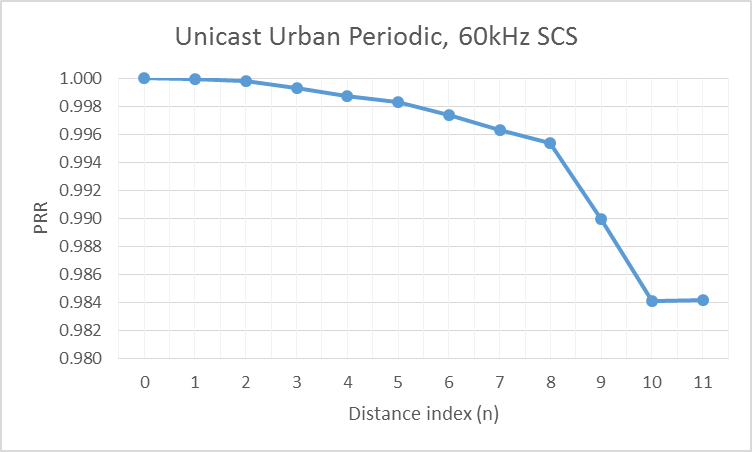 Unicast Urban Periodic, 60kHz SCS
1.000
0.998
0.996
0.994
0.992
0.990
0.988
0.986
0.984
0.982
0.980
PRR
0 1 2 3 4 5 6 7 8 9 10 11
Distance index (n)